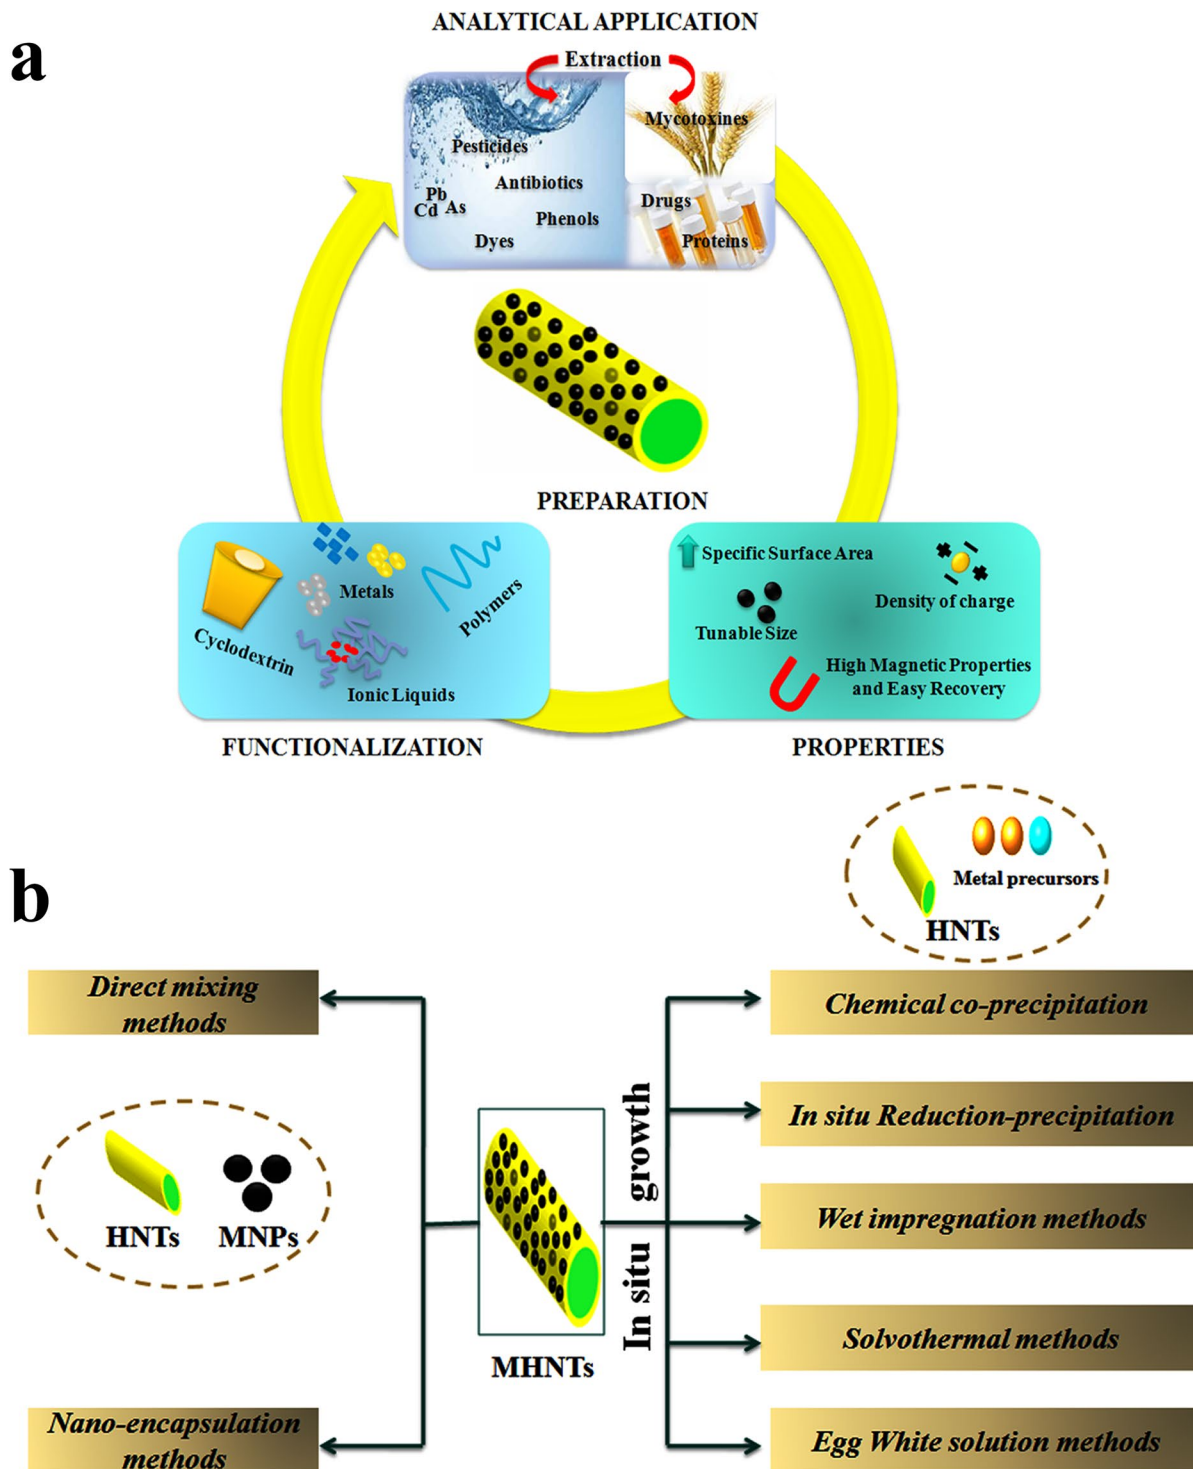 a
ANALYTICAL APPLICATION
Extraction
Mycotoxines
Pesticides
Antibiotics
Pb
Cd As
Phenols
Dyes
Drugs
Proteins
PREPARATION
Cyclodextrin
Metals
Polymers
Ionic Liquids
FUNCTIONALIZATION
Specific Surface Area
Density of charge
Tunable Size
High Magnetic Properties
and Easy Recovery
PROPERTIES
b
Metal precursors
HNTs
Direct mixing
methods
HNTs
MNPs
Nano-encapsulation
methods
MHNTs
In situ growth
Chemical co-precipitation
In situ Reduction-precipitation
Wet impregnation methods
Solvothermal methods
Egg White solution methods